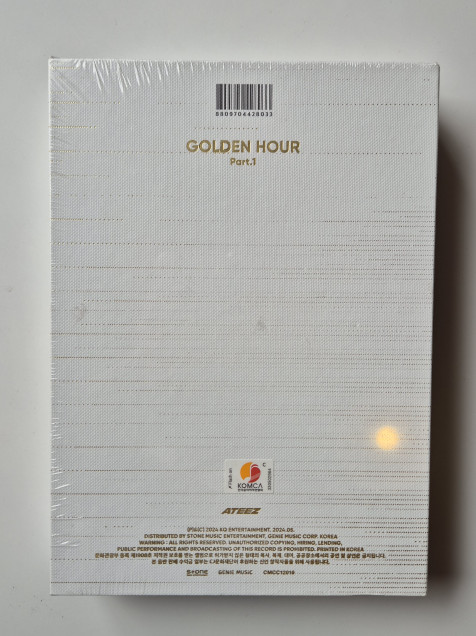 8809704428033
GOLDEN HOUR
Part.1
KOMCA
ATEEZ
(P)&(C) 2024 KQ ENTERTAINMENT. 2024.05.
DISTRIBUTED BY STONE MUSIC ENTERTAINMENT, GENIE MUSIC CORP. KOREA
WARNING : ALL RIGHTS RESERVED. UNAUTHORIZED COPYING, HIRING, LENDING,
PUBLIC PERFORMANCE AND BROADCASTING OF THIS RECORD IS PROHIBITED. PRINTED IN KOREA
STONE GENIE MUSIC CMCC12018